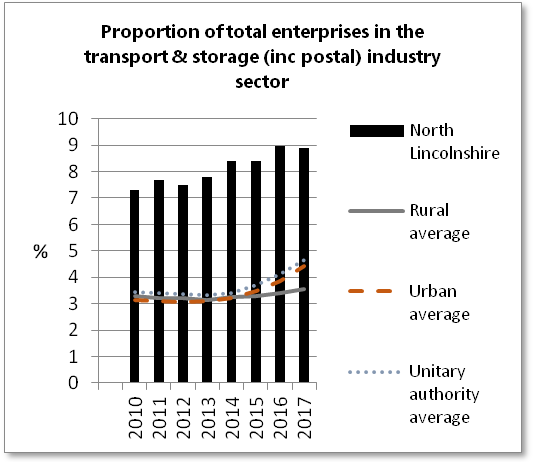 Proportion of total enterprises in the
transport & storage (inc postal) industry
sector
10
9
8
7
6
5
4
3
2
1
0
%
2010
2011
2012
2013
2014
2015
2016
2017
North
Lincolnshire
Rural
average
Urban
average
Unitary
authority
average